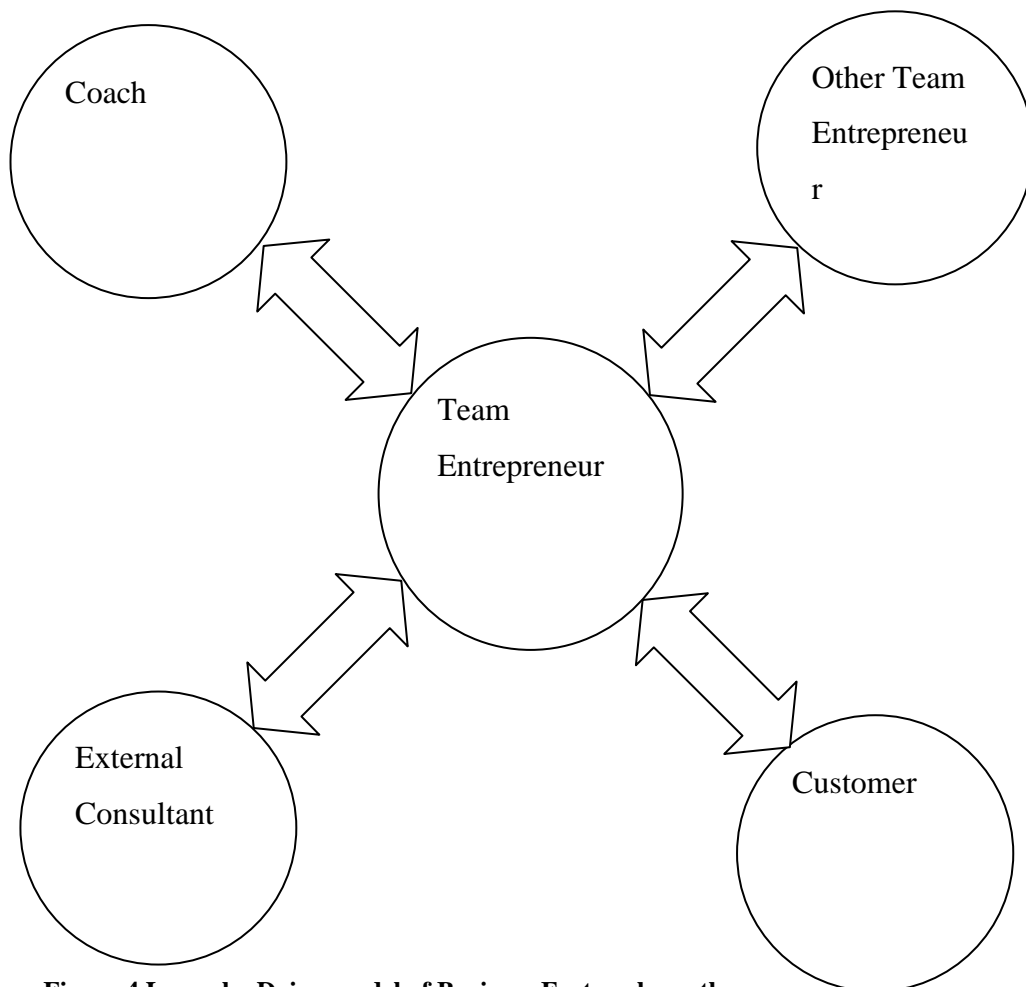 Coach
Other Team
Entrepreneu
r
Team
Entrepreneur
External
Consultant
Customer